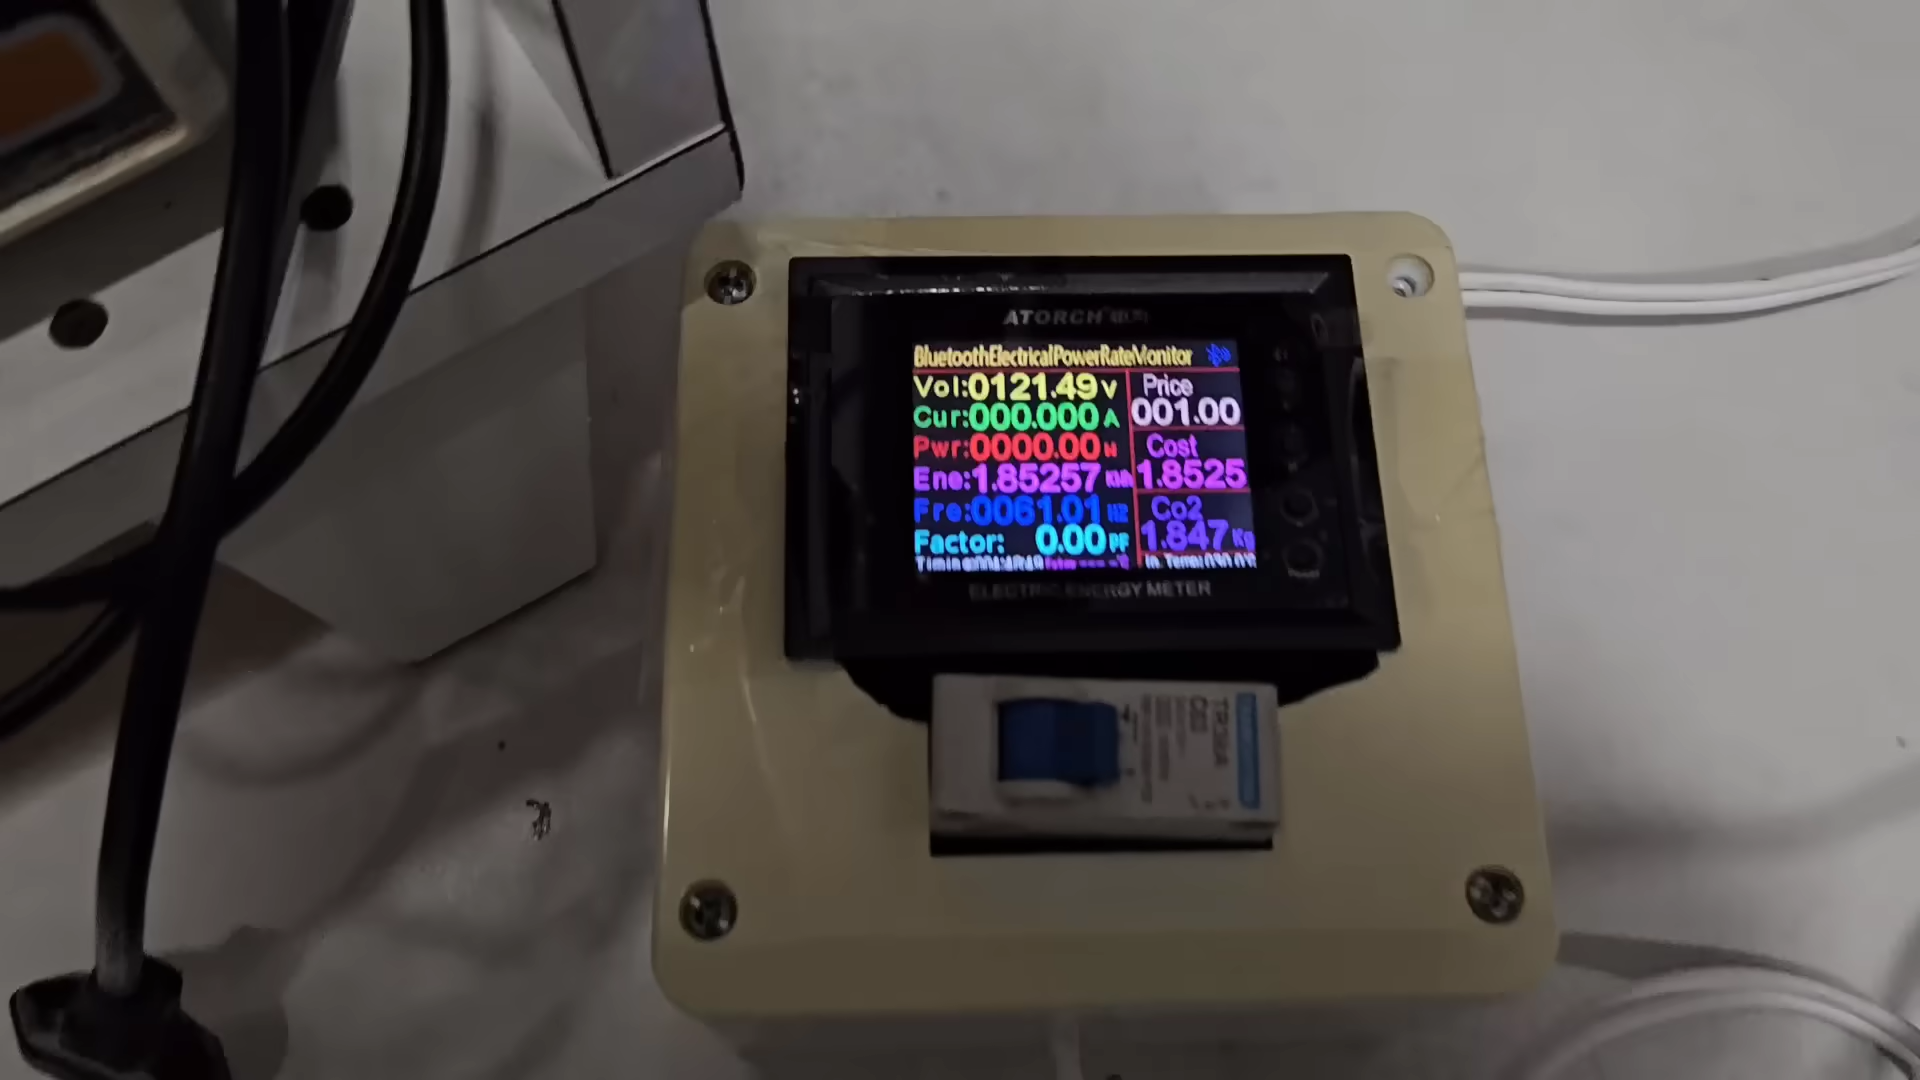 ATORCH
BluetoothElectricalPowerRateMonitor
Vol:0121.49V
Price
001.00
Cur:000.000A
Pwr:0000.00W
Cost
1.8525
Ene:1.85257
Fre:0061.01HZ
Co2
1.847Kg
Factor: 0.00PF
ELECTRIC ENERGY METER